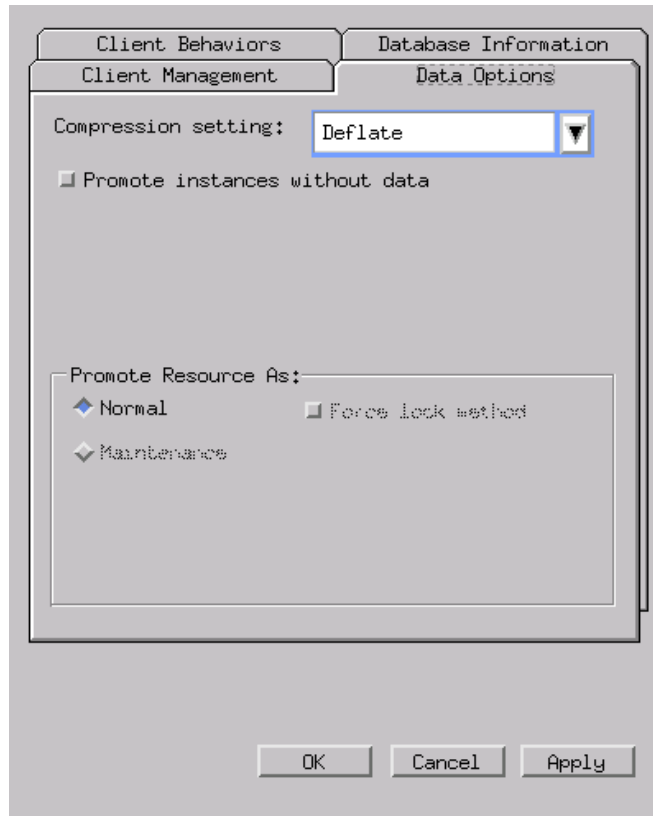 Client Behaviors
Database Information
Client Management
Data Options
Compression setting:
Deflate
Promote instances without data
Promote Resource As:
Normal
Force lock method
Maintenance
OK
Cancel
Apply